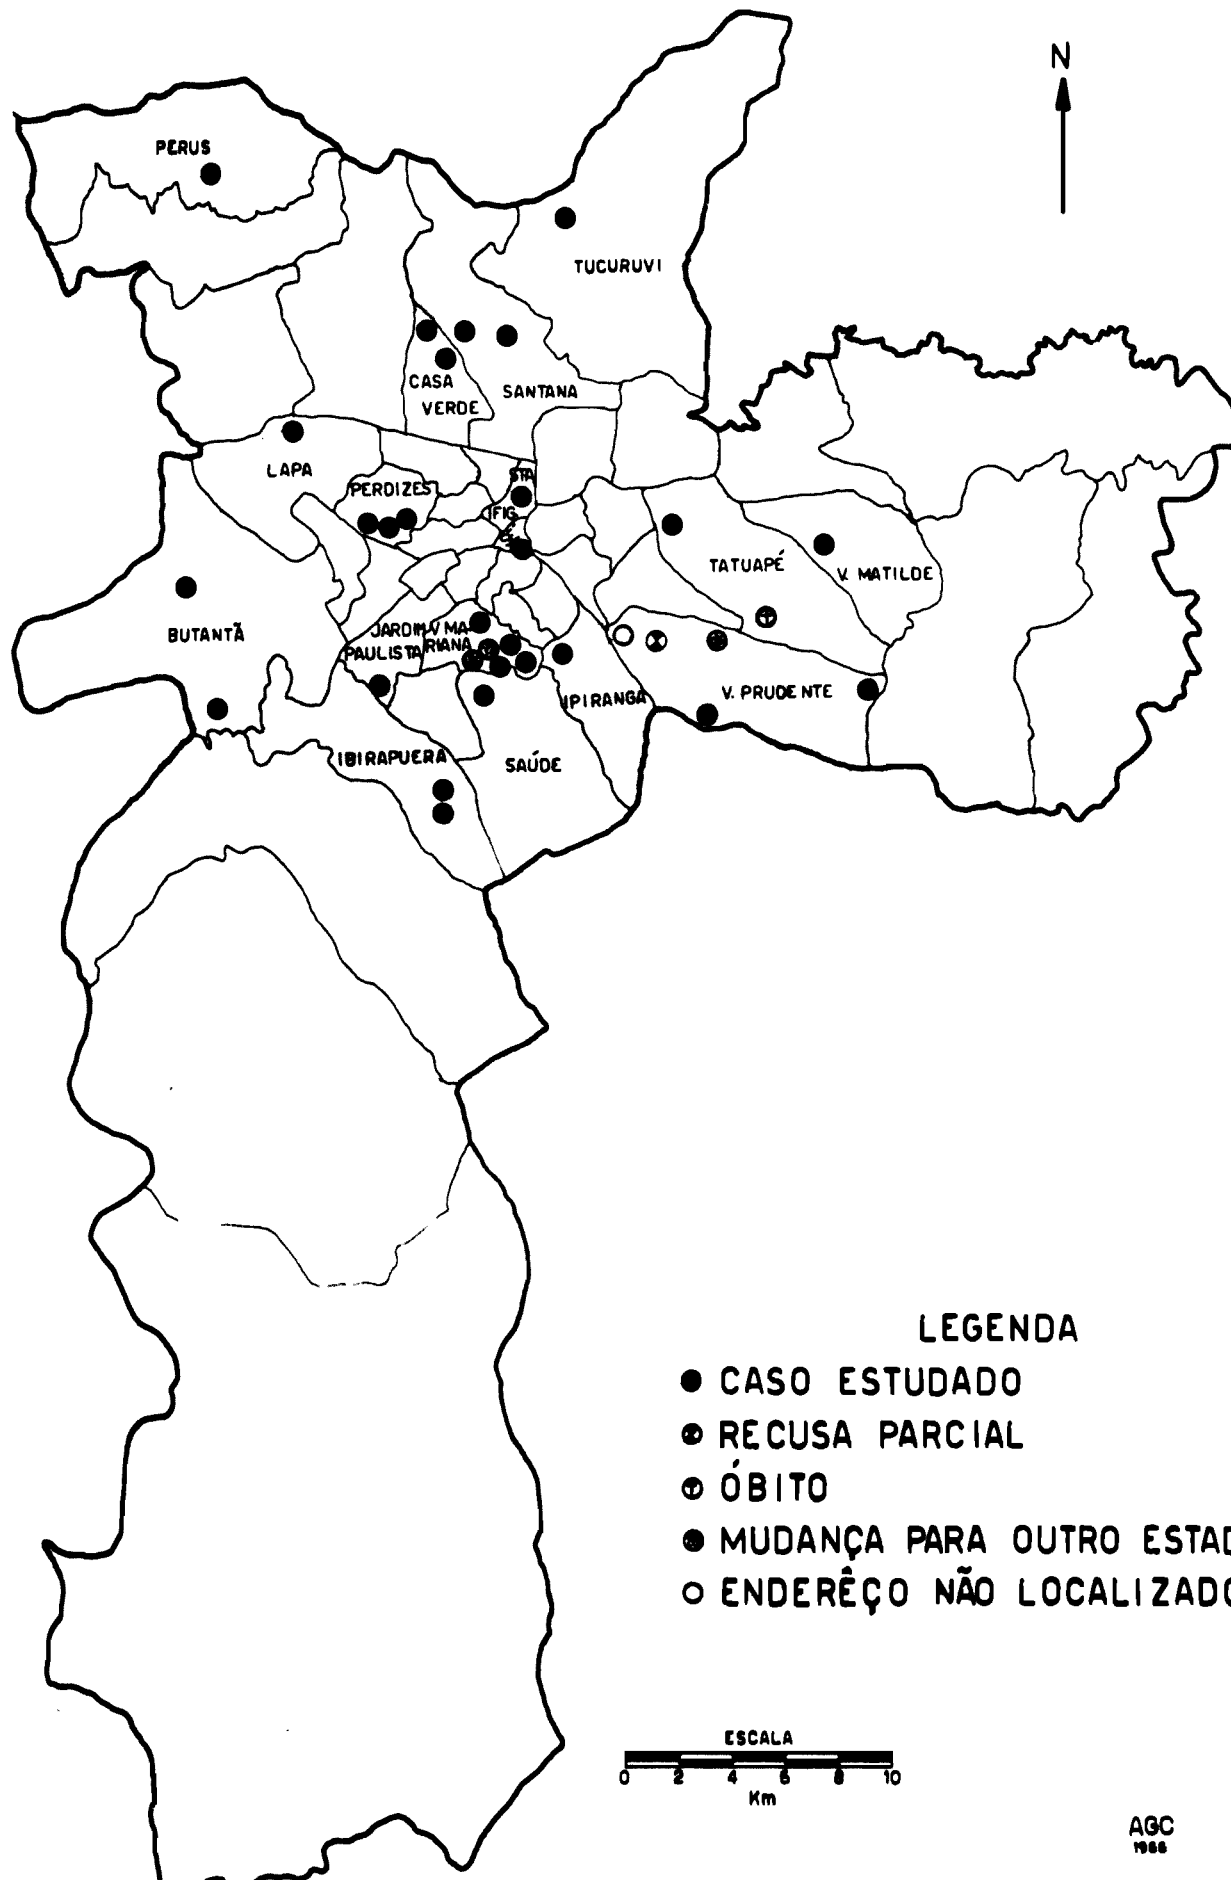 N
PERUS
TUCURUVI
CASA
VERDE
SANTANA
LAPA
PERDIZES
STA
IFIG
TATUAPÉ
V. MATILDE
BUTANTÃ
JARDIM
PAULISTA
V MA-
RIANA
IPIRANGA
V. PRUDENTE
IBIRAPUERA
SAÚDE
LEGENDA
CASO ESTUDADO
RECUSA PARCIAL
ÓBITO
MUDANÇA PARA OUTRO ESTAD
ENDERÊÇO NÃO LOCALIZADO
ESCALA
0 2 4 6 8 10
Km
AGC